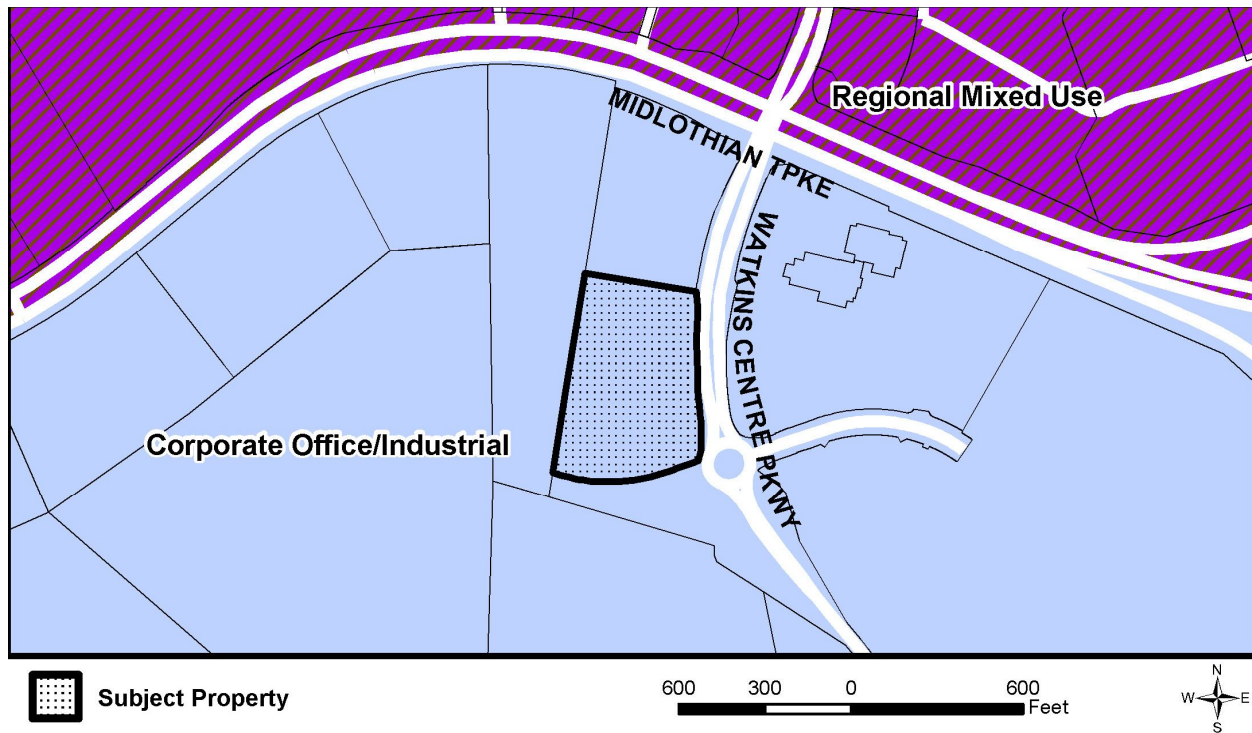 Regional Mixed Use
MIDLOTHIAN TPKE
WATKINS CENTRE PKWY
Corporate Office/Industrial
Subject Property
600 300 0 600
Feet
N
W E
S